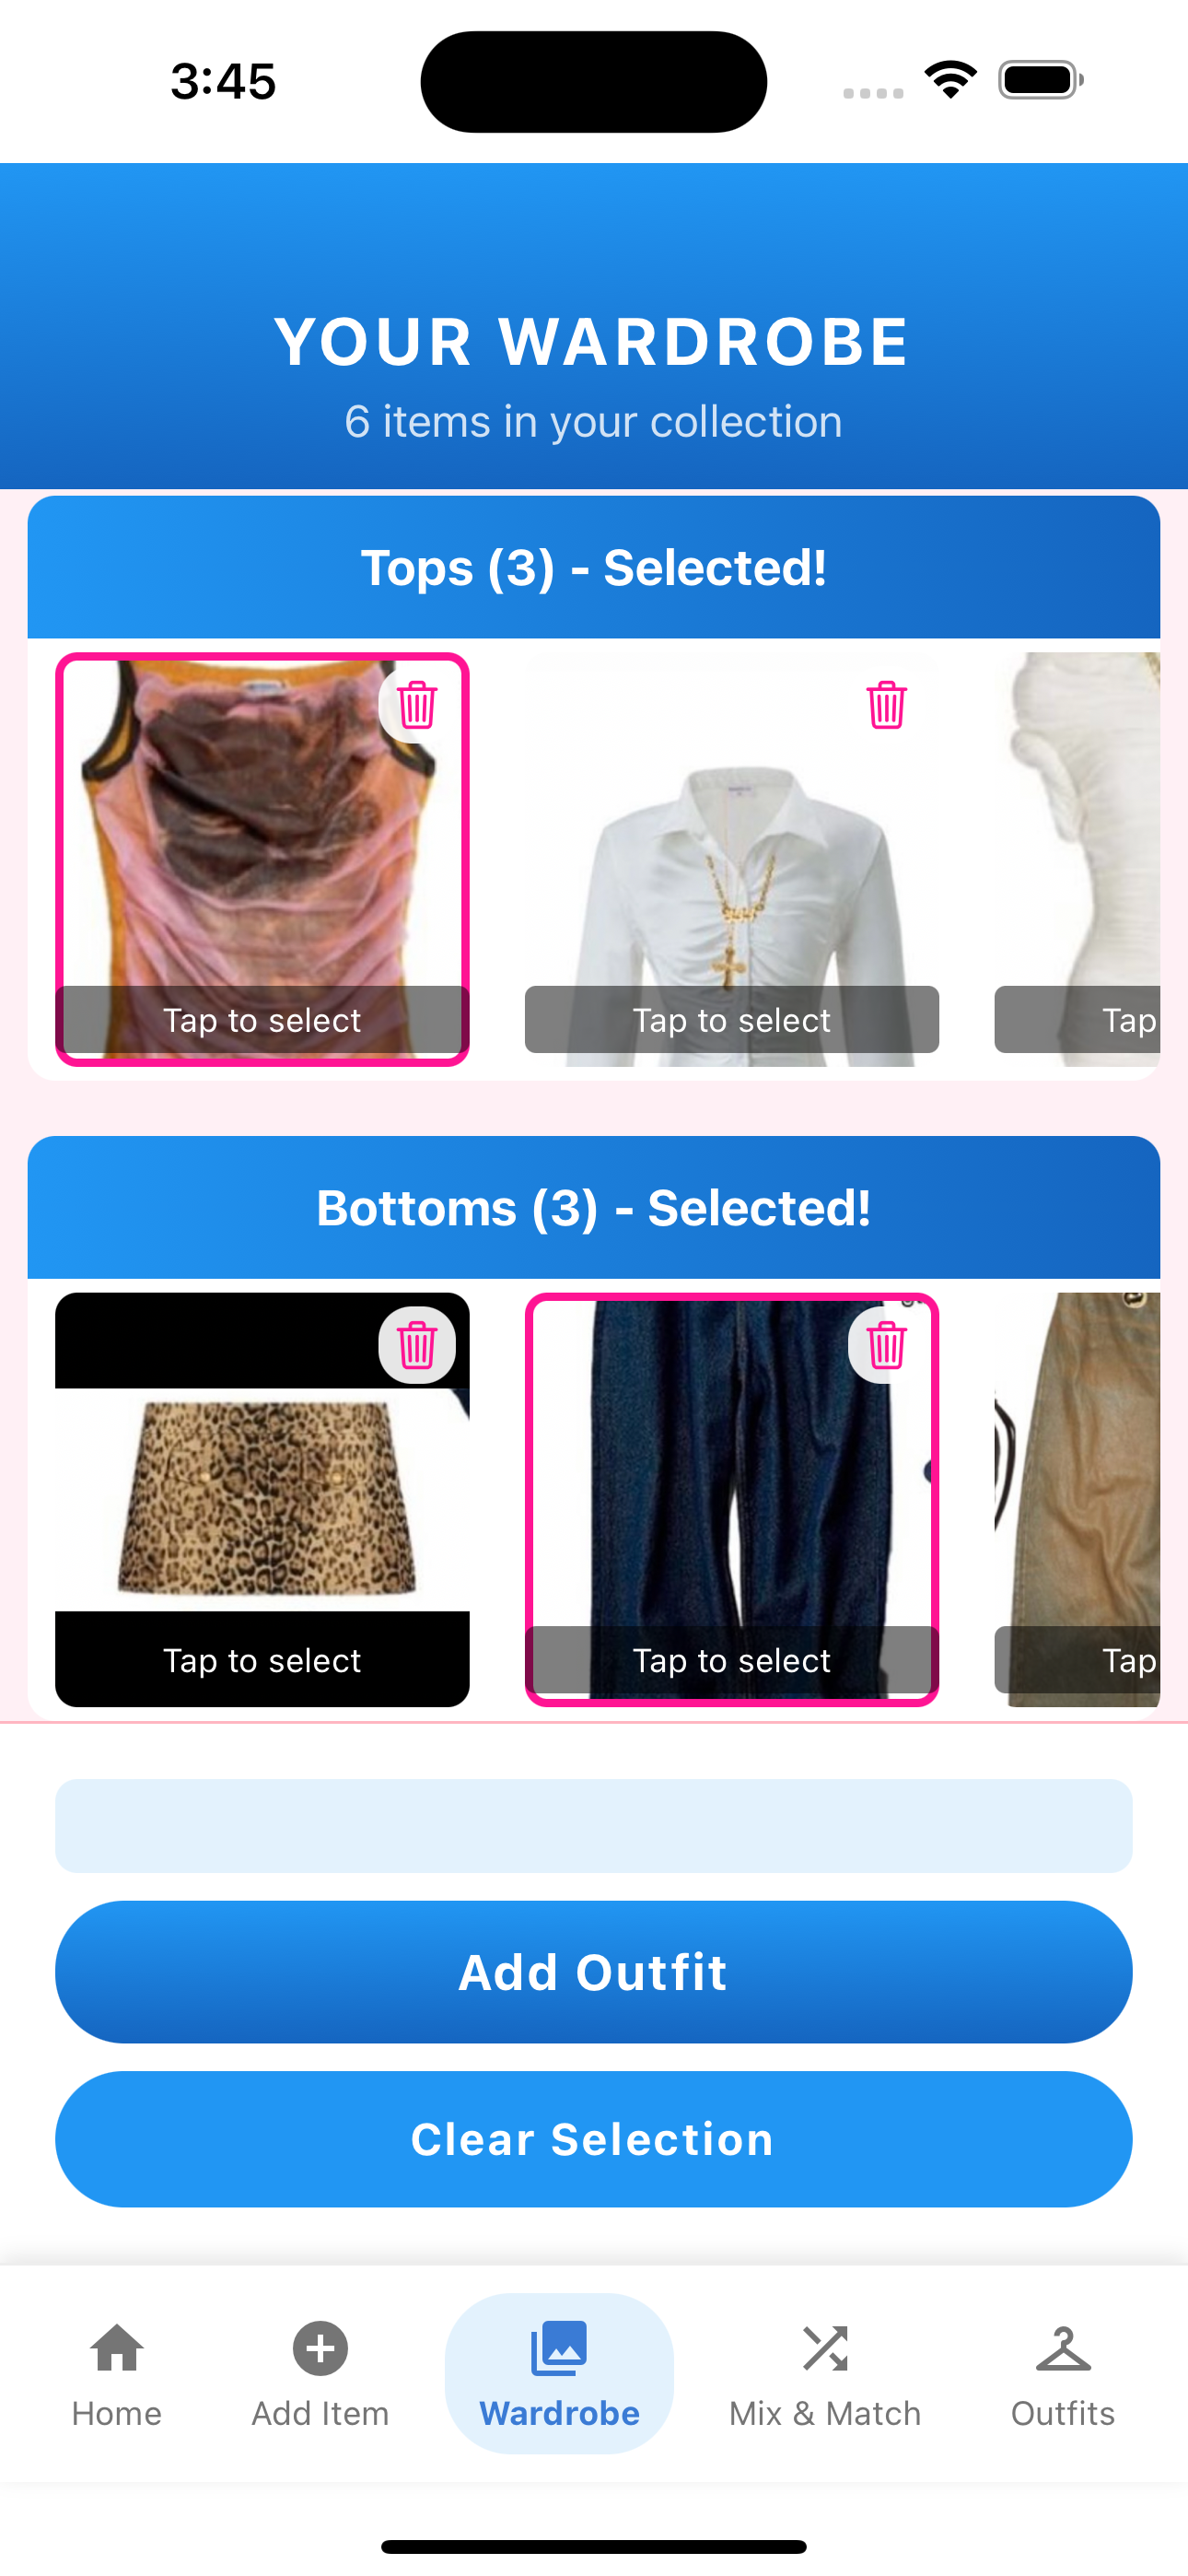 3:45
YOUR WARDROBE
6 items in your collection
Tops (3) - Selected!
Tap to select
Tap to select
Tap
Bottoms (3) - Selected!
Tap to select
Tap to select
Tap
Add Outfit
Clear Selection
Home
Add Item
Wardrobe
Mix & Match
Outfits